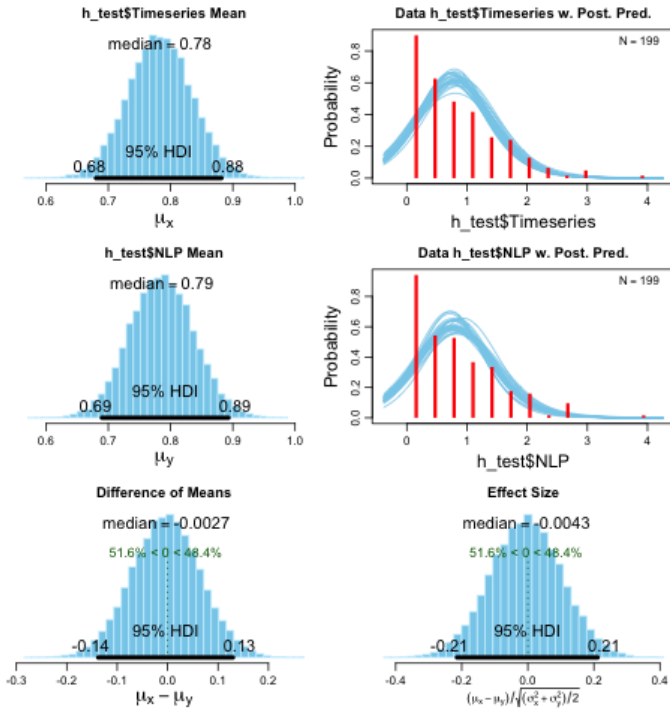 h_test$Timeseries Mean
median = 0.78
95% HDI
0.68 0.88
0.6 0.7 0.8 0.9 1.0
μx
Data h_test$Timeseries w. Post. Pred.
N = 199
Probability
0.0 0.2 0.4 0.6 0.8
0 1 2 3 4
h_test$Timeseries
h_test$NLP Mean
median = 0.79
95% HDI
0.69 0.89
0.6 0.7 0.8 0.9 1.0
μy
Data h_test$NLP w. Post. Pred.
N = 199
Probability
0.0 0.2 0.4 0.6 0.8
0 1 2 3 4
h_test$NLP
Difference of Means
median = -0.0027
51.6% < 0 < 48.4%
95% HDI
-0.14 0.13
-0.3 -0.2 -0.1 0.0 0.1 0.2
μx − μy
Effect Size
median = -0.0043
51.6% < 0 < 48.4%
95% HDI
-0.21 0.21
-0.4 -0.2 0.0 0.2 0.4
(μx − μy)/√(σx² + σy²)/2